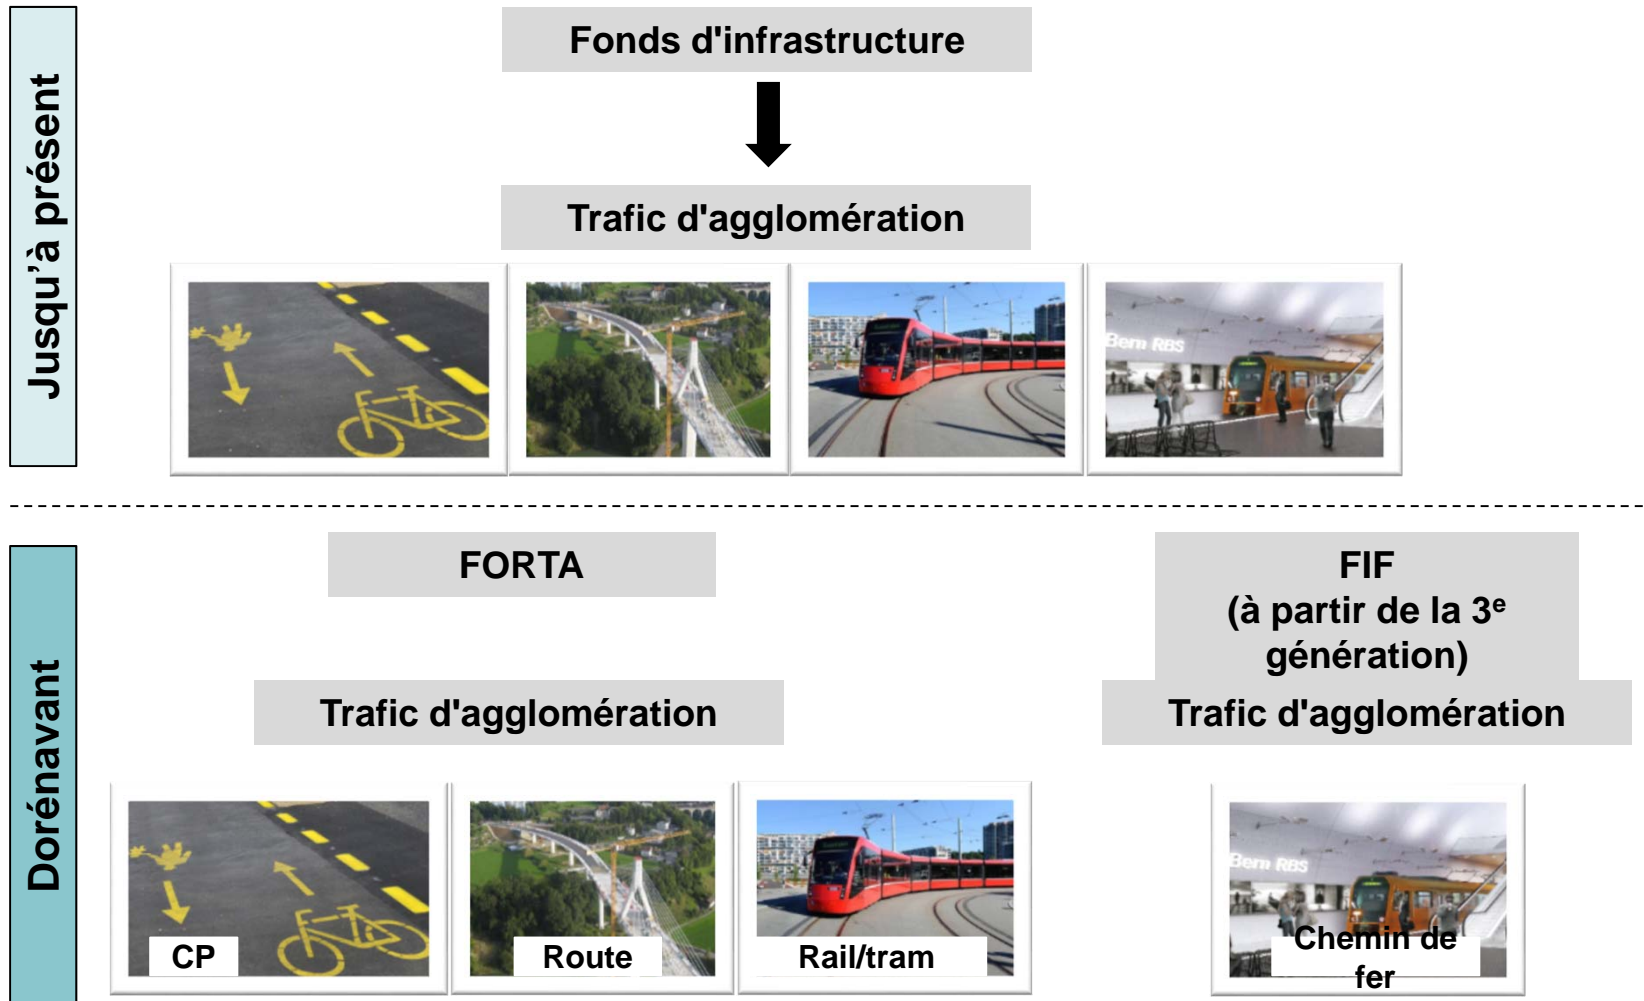 Jusqu'à présent
Fonds d'infrastructure
Trafic d'agglomération
Bern RBS
Dorénavant
FORTA
FIF
(à partir de la 3e
génération)
Trafic d'agglomération
Trafic d'agglomération
CP
Route
Rail/tram
Bern RBS
Chemin de
fer